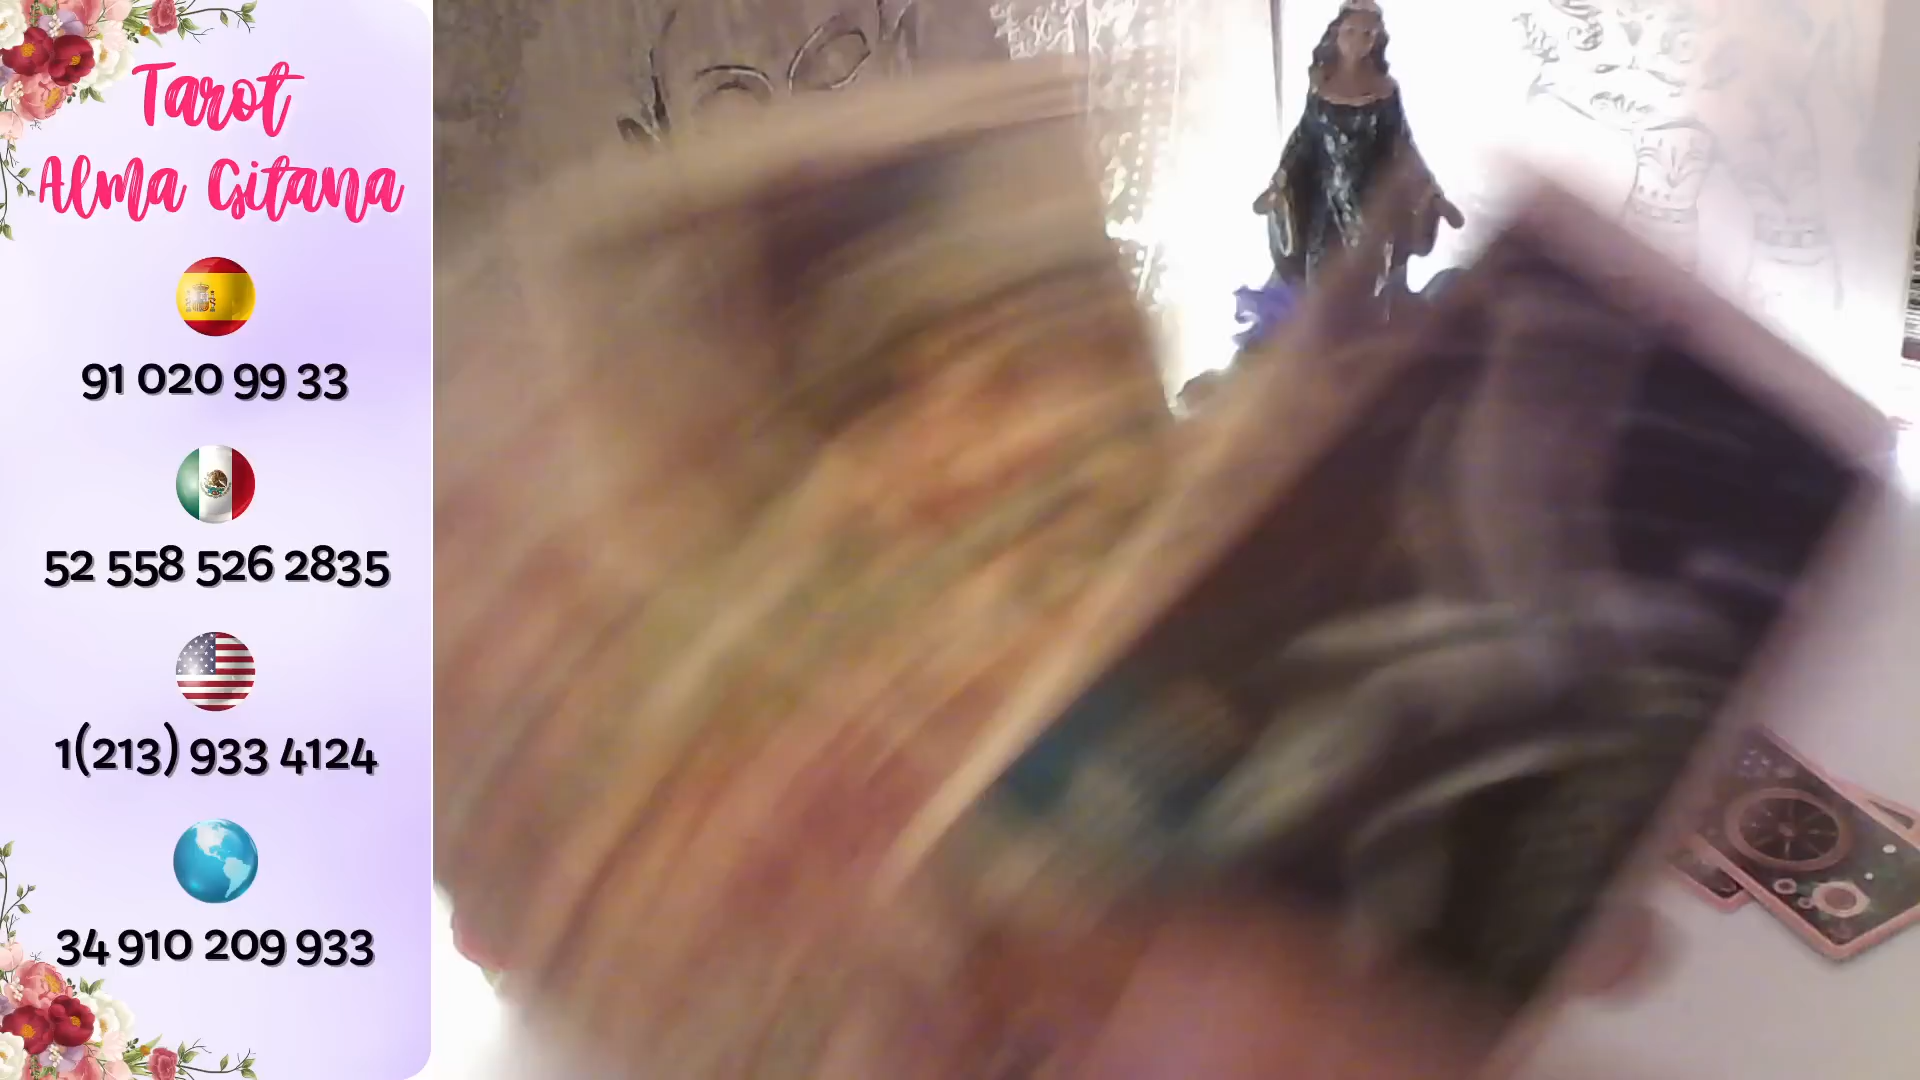 Tarot
Alma Gitana
91 020 99 33
52 558 526 2835
1(213) 933 4124
34 910 209 933